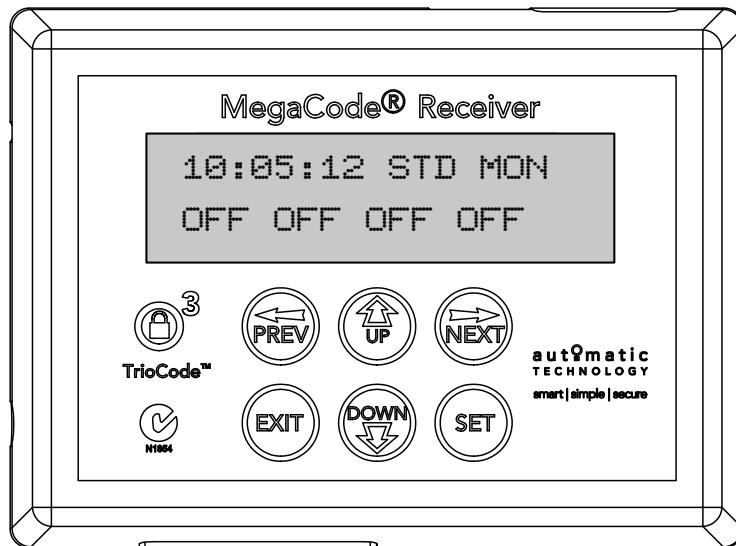 MegaCode® Receiver
10:05:12 STD MON
OFF OFF OFF OFF
3
TrioCode™
PREV
UP
NEXT
automatic
TECHNOLOGY
smart | simple | secure
N1854
EXIT
DOWN
SET